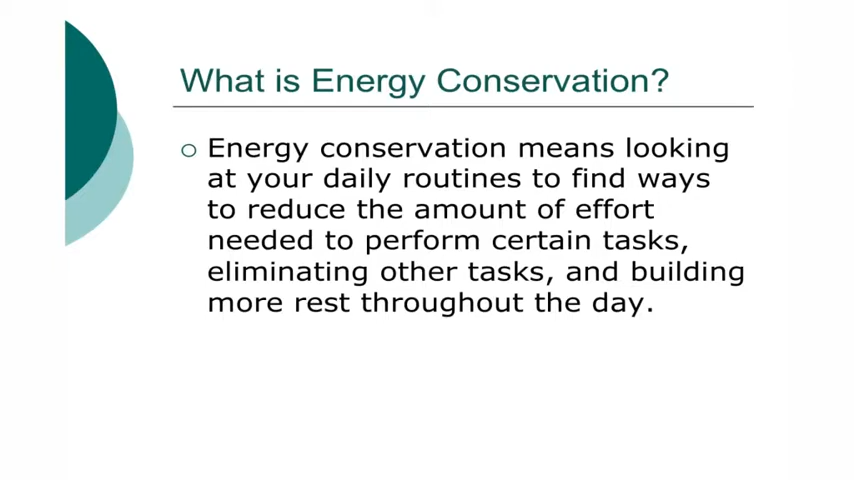 What is Energy Conservation?
Energy conservation means looking
at your daily routines to find ways
to reduce the amount of effort
needed to perform certain tasks,
eliminating other tasks, and building
more rest throughout the day.